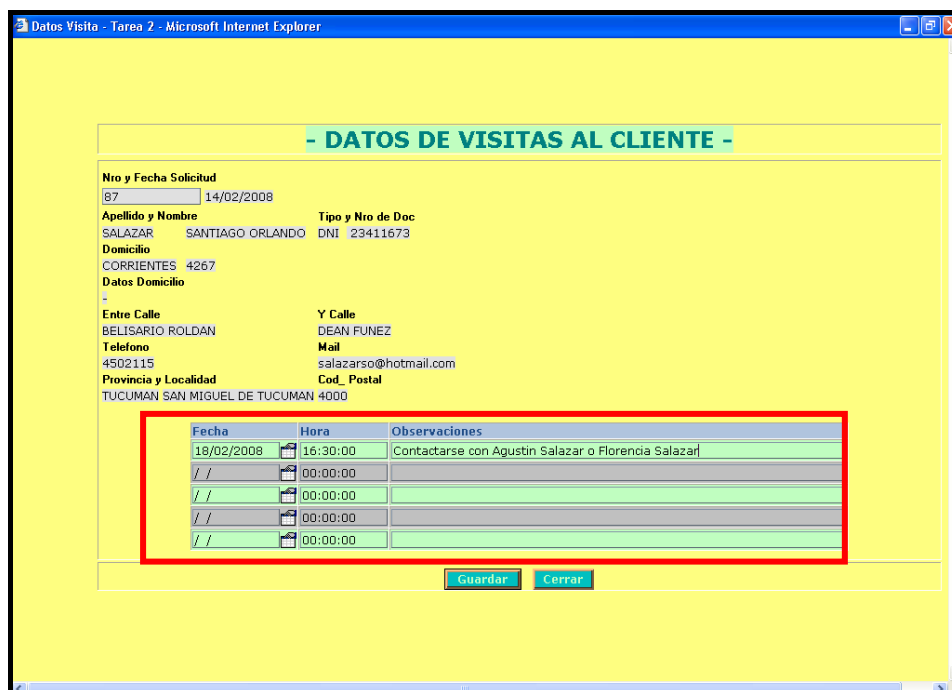 Datos Visita - Tarea 2 - Microsoft Internet Explorer
- DATOS DE VISITAS AL CLIENTE -
Nro y Fecha Solicitud
87 14/02/2008
Apellido y Nombre Tipo y Nro de Doc
SALAZAR SANTIAGO ORLANDO DNI 23411673
Domicilio
CORRIENTES 4267
Datos Domicilio
-
Entre Calle Y Calle
BELISARIO ROLDAN DEAN FUNEZ
Telefono Mail
4502115 salazarso@hotmail.com
Provincia y Localidad Cod_ Postal
TUCUMAN SAN MIGUEL DE TUCUMAN 4000
Fecha Hora Observaciones
18/02/2008 16:30:00 Contactarse con Agustin Salazar o Florencia Salazar
/ / 00:00:00
/ / 00:00:00
/ / 00:00:00
/ / 00:00:00
Guardar Cerrar